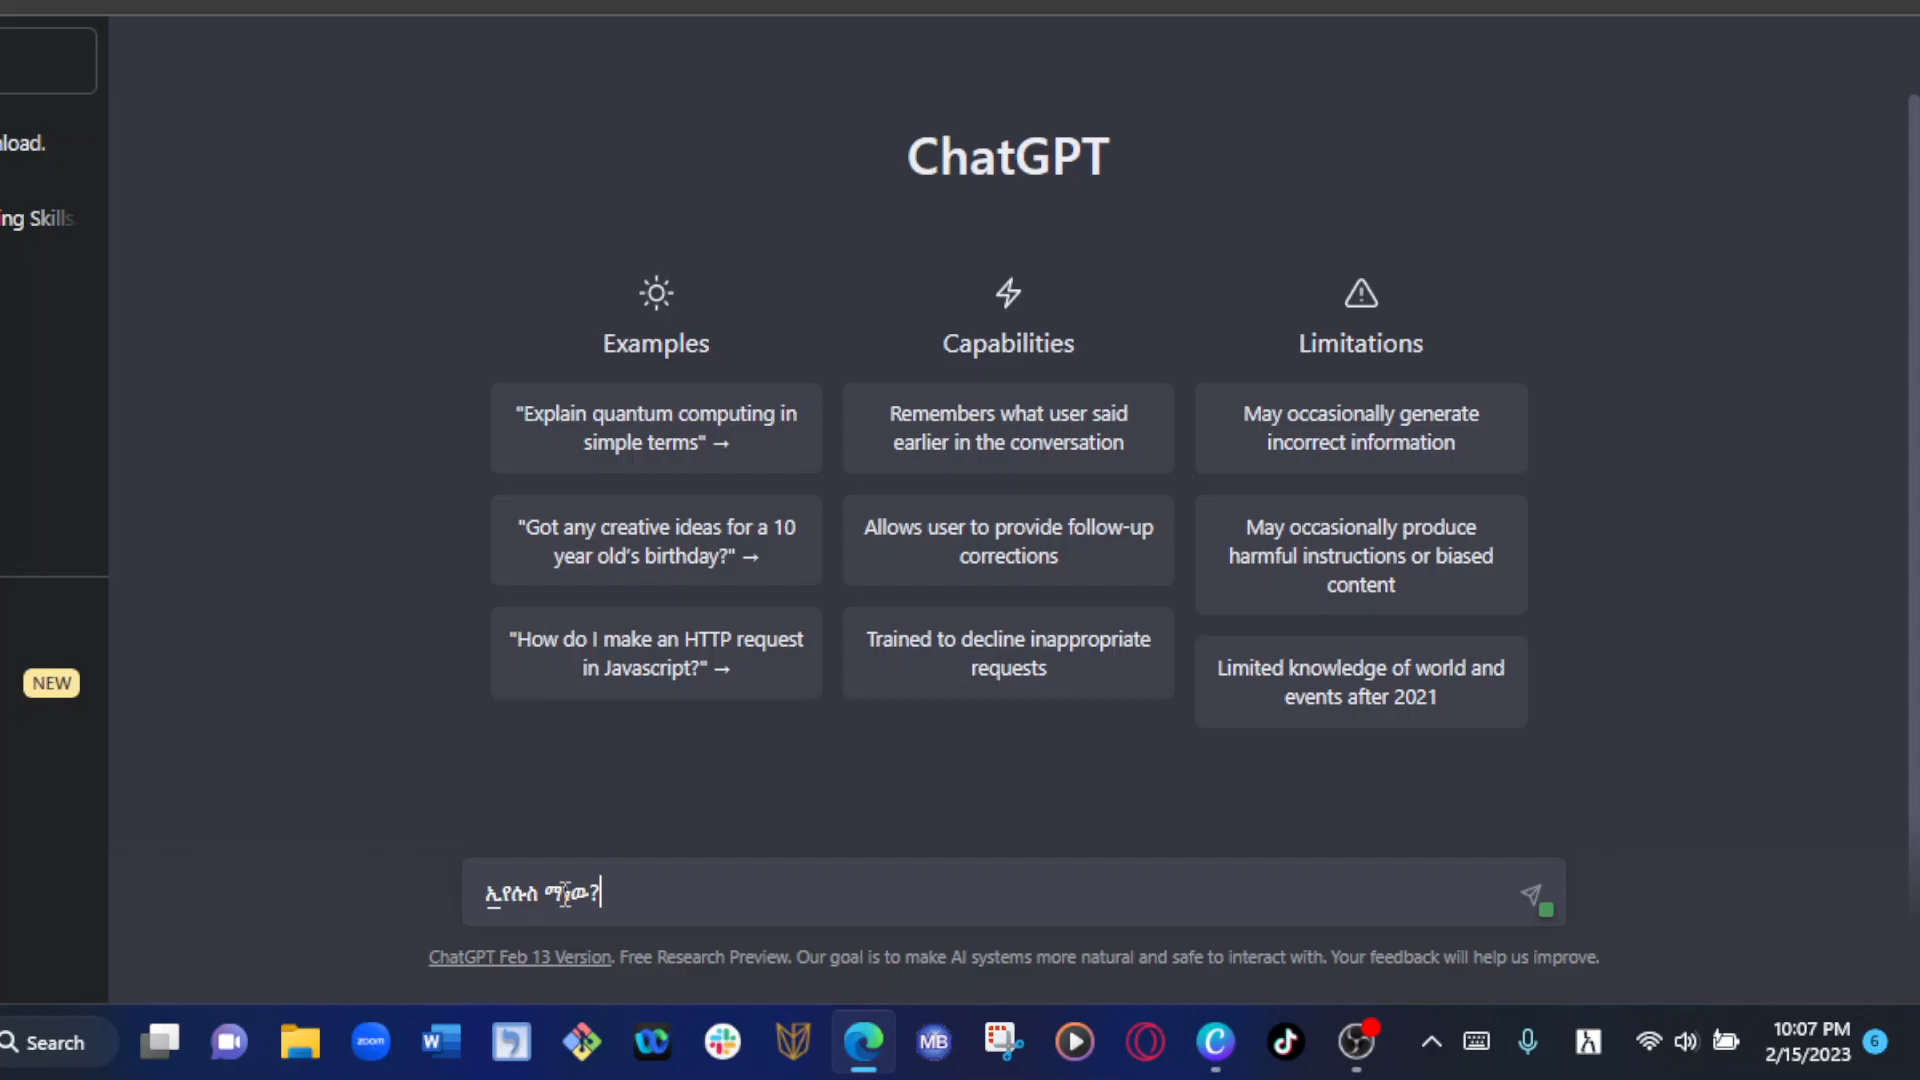 nload.
ing Skills.
NEW
ChatGPT
Examples
"Explain quantum computing in
simple terms" →
"Got any creative ideas for a 10
year old's birthday?" →
"How do I make an HTTP request
in Javascript?" →
Capabilities
Remembers what user said
earlier in the conversation
Allows user to provide follow-up
corrections
Trained to decline inappropriate
requests
Limitations
May occasionally generate
incorrect information
May occasionally produce
harmful instructions or biased
content
Limited knowledge of world and
events after 2021
ኢየሱስ
ChatGPT Feb 13 Version. Free Research Preview. Our goal is to make AI systems more natural and safe to interact with. Your feedback will help us improve.
Search
zoom
W
MB
C
10:07 PM
2/15/2023
6